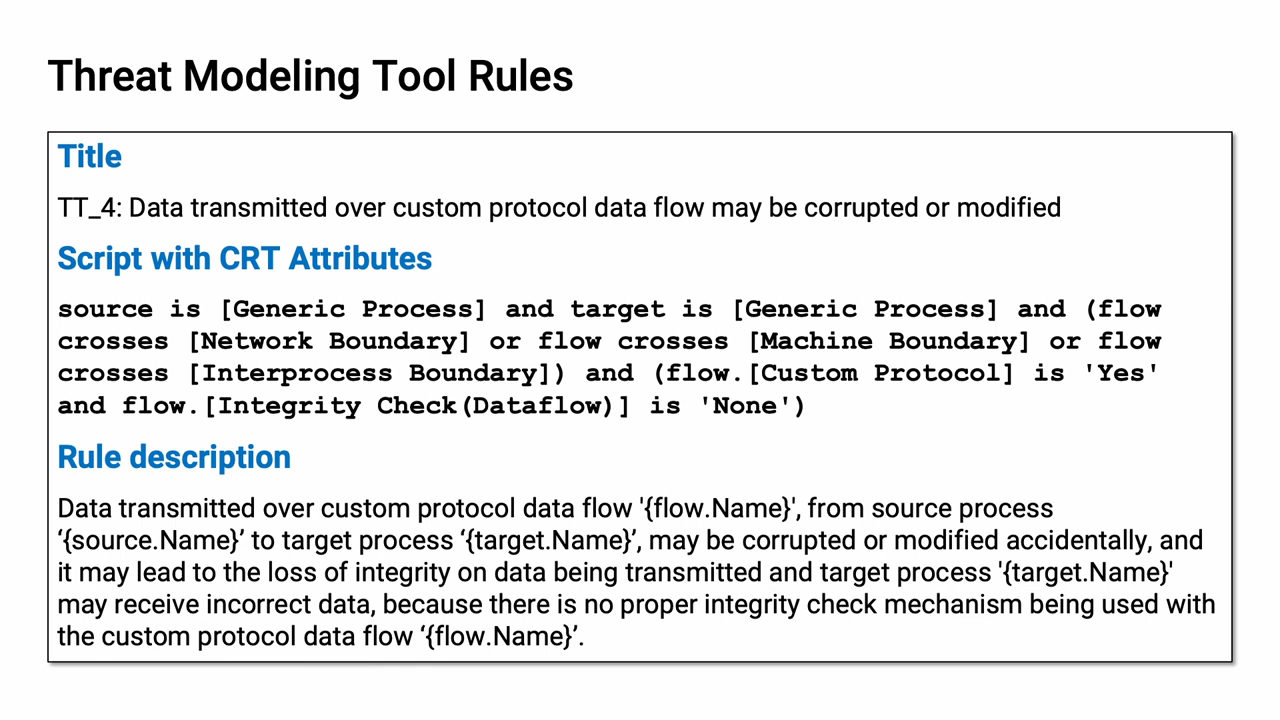 Threat Modeling Tool Rules
Title
TT_4: Data transmitted over custom protocol data flow may be corrupted or modified
Script with CRT Attributes
source is [Generic Process] and target is [Generic Process] and (flow
crosses [Network Boundary] or flow crosses [Machine Boundary] or flow
crosses [Interprocess Boundary]) and (flow.[Custom Protocol] is 'Yes'
and flow.[Integrity Check(Dataflow)] is 'None')
Rule description
Data transmitted over custom protocol data flow '{flow.Name}', from source process
‘{source.Name}’ to target process ‘{target.Name}’, may be corrupted or modified accidentally, and
it may lead to the loss of integrity on data being transmitted and target process '{target.Name}'
may receive incorrect data, because there is no proper integrity check mechanism being used with
the custom protocol data flow ‘{flow.Name}’.